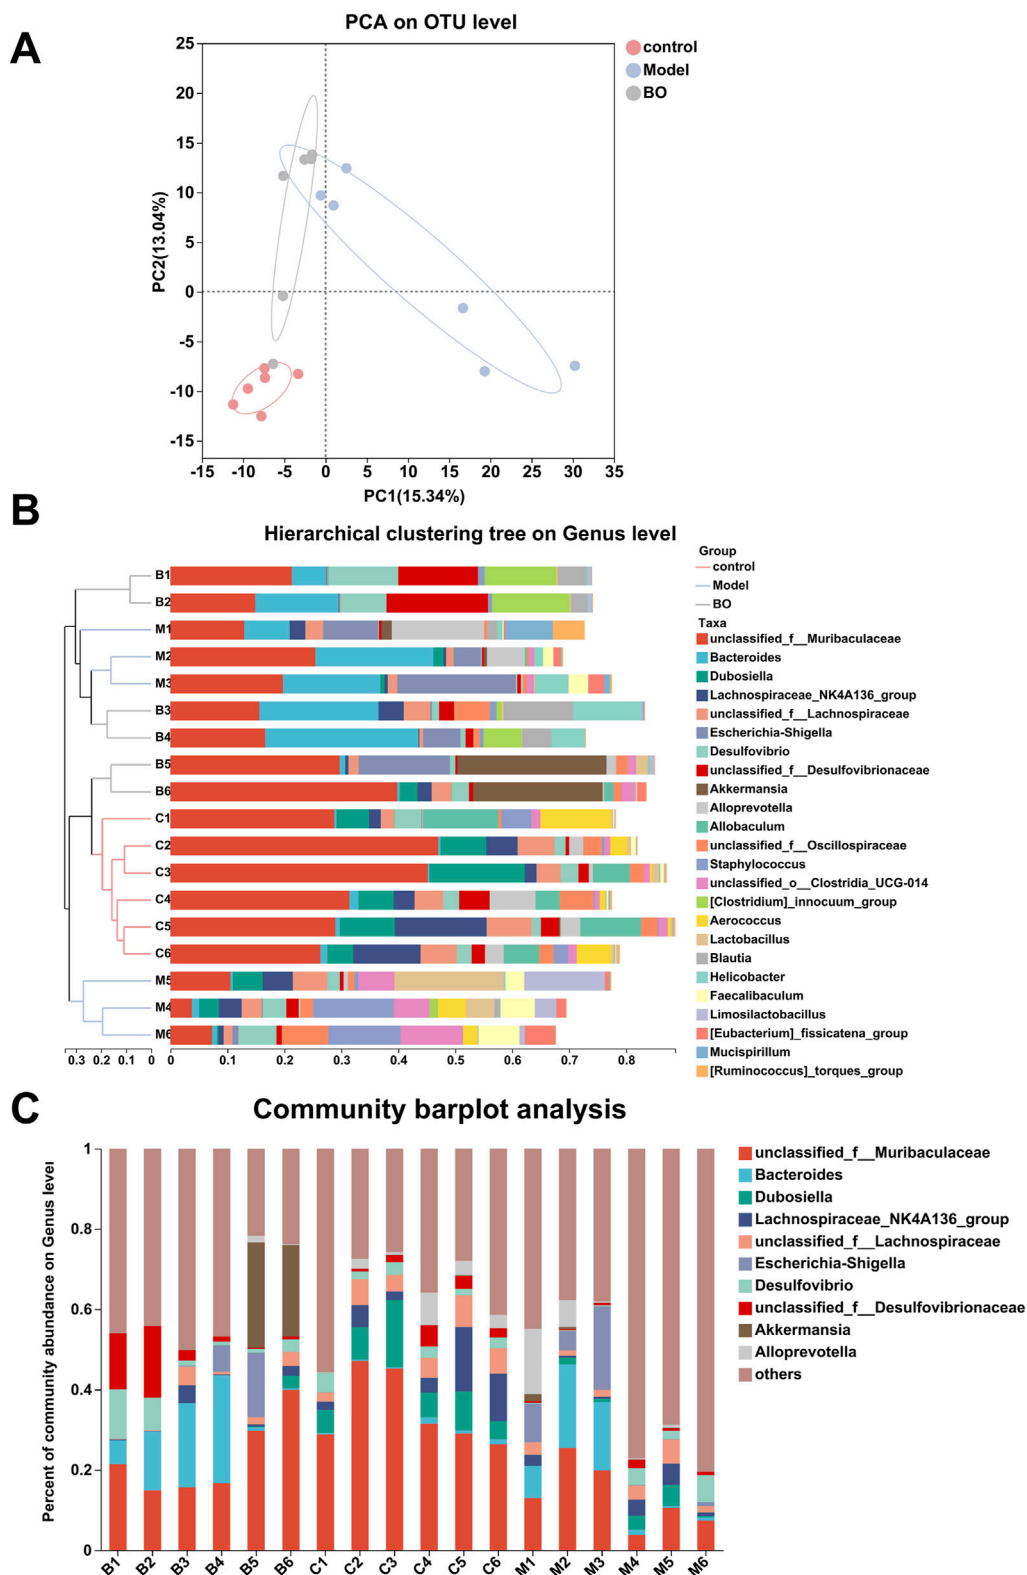 A
PCA on OTU level
control
Model
BO
25
20
15
10
5
0
-5
-10
-15
PC2(13.04%)
-15 -10 -5 0 5 10 15 20 25 30 35
PC1(15.34%)
B
Hierarchical clustering tree on Genus level
B1
B2
M1
M2
M3
B3
B4
B5
B6
C1
C2
C3
C4
C5
C6
M5
M4
M6
0.3 0.2 0.1 0
0 0.1 0.2 0.3 0.4 0.5 0.6 0.7 0.8
Group
control
Model
BO
Taxa
unclassified_f__Muribaculaceae
Bacteroides
Dubosiella
Lachnospiraceae_NK4A136_group
unclassified_f__Lachnospiraceae
Escherichia-Shigella
Desulfovibrio
unclassified_f__Desulfovibrionaceae
Akkermansia
Alloprevotella
Allobaculum
unclassified_f__Oscillospiraceae
Staphylococcus
unclassified_o__Clostridia_UCG-014
[Clostridium]_innocuum_group
Aerococcus
Lactobacillus
Blautia
Helicobacter
Faecalibaculum
Limosilactobacillus
[Eubacterium]_fissicatena_group
Mucispirillum
[Ruminococcus]_torques_group
C
Community barplot analysis
Percent of community abundance on Genus level
1
0.8
0.6
0.4
0.2
0
B1 B2 B3 B4 B5 B6 C1 C2 C3 C4 C5 C6 M1 M2 M3 M4 M5 M6
unclassified_f__Muribaculaceae
Bacteroides
Dubosiella
Lachnospiraceae_NK4A136_group
unclassified_f__Lachnospiraceae
Escherichia-Shigella
Desulfovibrio
unclassified_f__Desulfovibrionaceae
Akkermansia
Alloprevotella
others